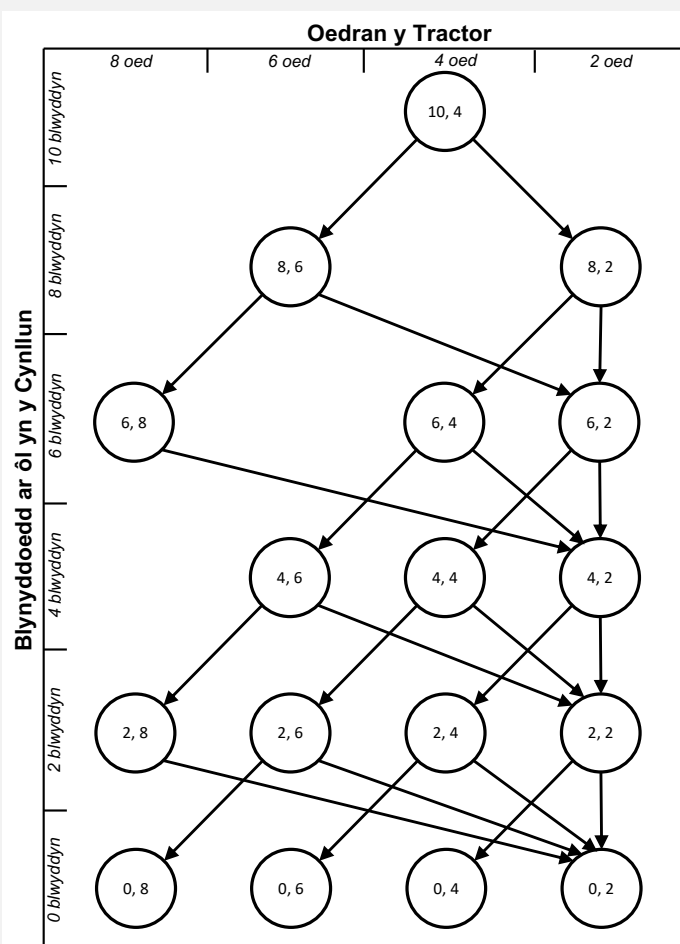 Oedran y Tractor
8 oed
6 oed
4 oed
2 oed
Blynyddoedd ar ôl yn y Cynllun
10 blwyddyn
10, 4
8 blwyddyn
8, 6
8, 2
6 blwyddyn
6, 8
6, 4
6, 2
4 blwyddyn
4, 6
4, 4
4, 2
2 blwyddyn
2, 8
2, 6
2, 4
2, 2
0 blwyddyn
0, 8
0, 6
0, 4
0, 2